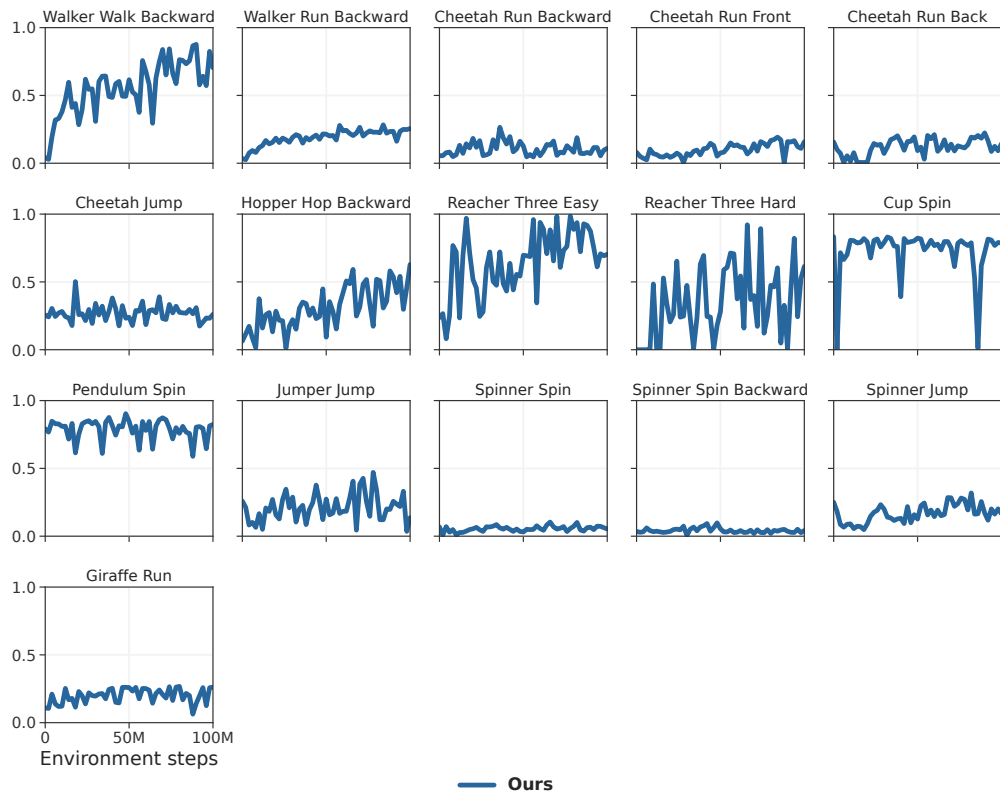 Walker Walk Backward Walker Run Backward Cheetah Run Backward Cheetah Run Front Cheetah Run Back
1.0
0.5
0.0
Cheetah Jump Hopper Hop Backward Reacher Three Easy Reacher Three Hard Cup Spin
1.0
0.5
0.0
Pendulum Spin Jumper Jump Spinner Spin Spinner Spin Backward Spinner Jump
1.0
0.5
0.0
Giraffe Run
1.0
0.5
0.0
0 50M 100M
Environment steps
Ours